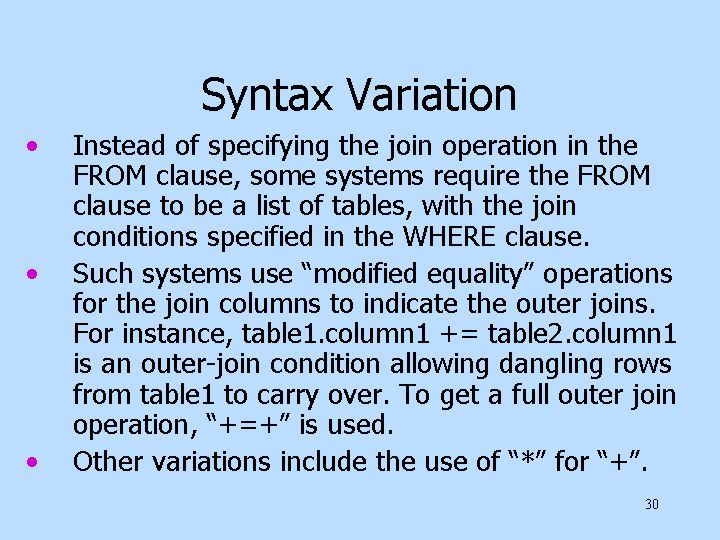 Syntax Variation
• Instead of specifying the join operation in the
FROM clause, some systems require the FROM
clause to be a list of tables, with the join
conditions specified in the WHERE clause.
• Such systems use “modified equality” operations
for the join columns to indicate the outer joins.
For instance, table1.column1 += table2.column1
is an outer-join condition allowing dangling rows
from table1 to carry over. To get a full outer join
operation, “+=+” is used.
• Other variations include the use of “*” for “+”.
30